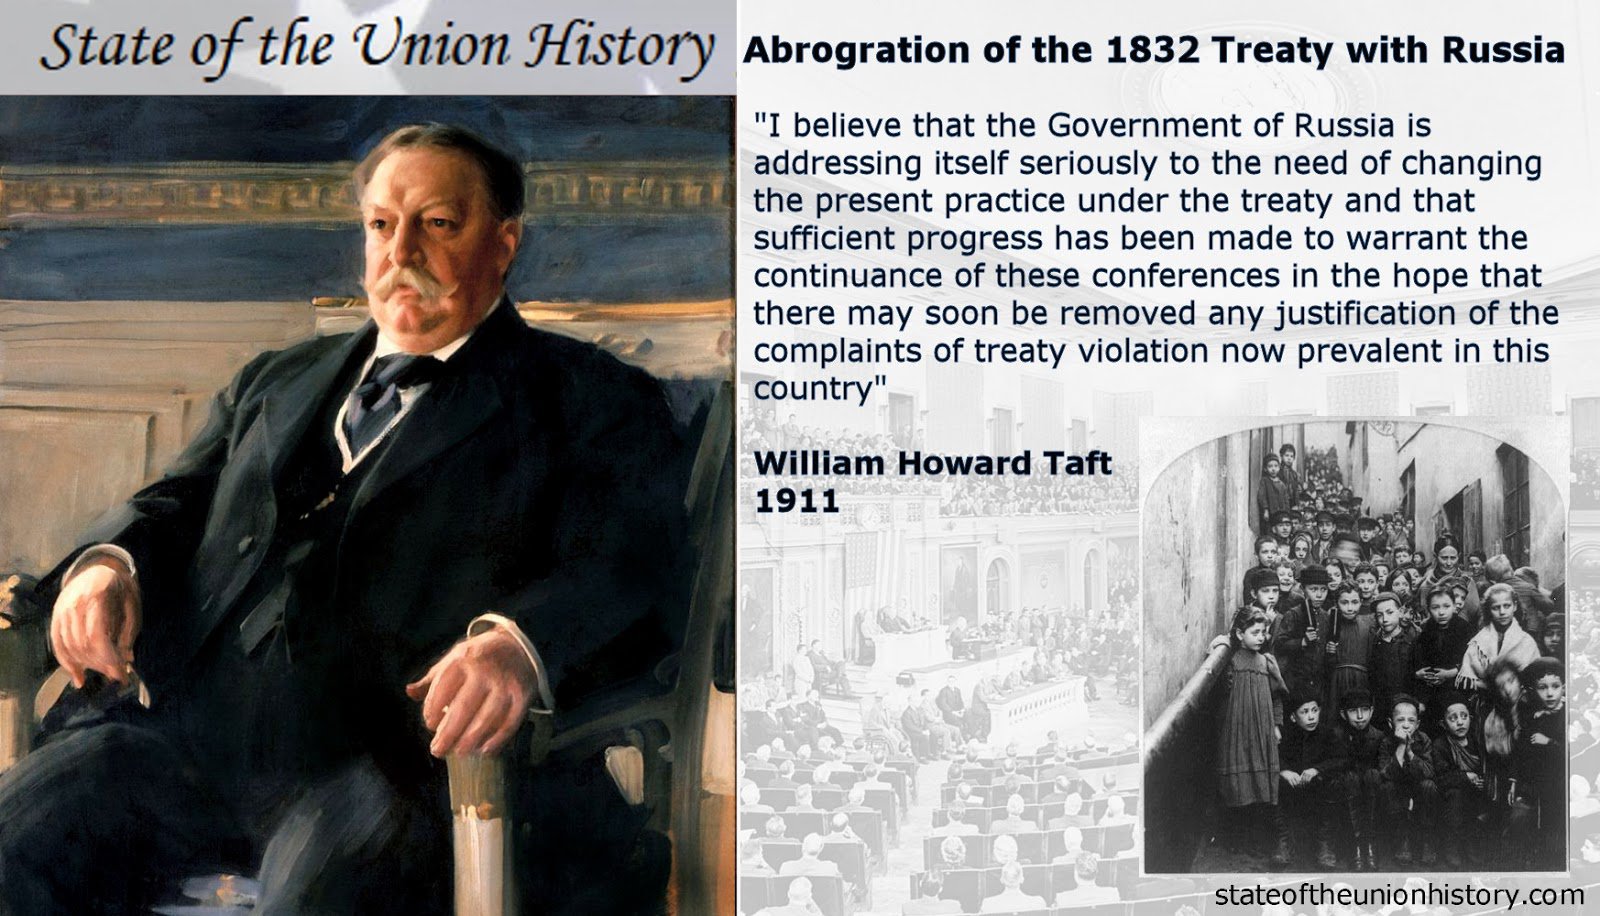 State of the Union History
Abrogration of the 1832 Treaty with Russia
"I believe that the Government of Russia is
addressing itself seriously to the need of changing
the present practice under the treaty and that
sufficient progress has been made to warrant the
continuance of these conferences in the hope that
there may soon be removed any justification of the
complaints of treaty violation now prevalent in this
country"
William Howard Taft
1911
stateoftheunionhistory.com